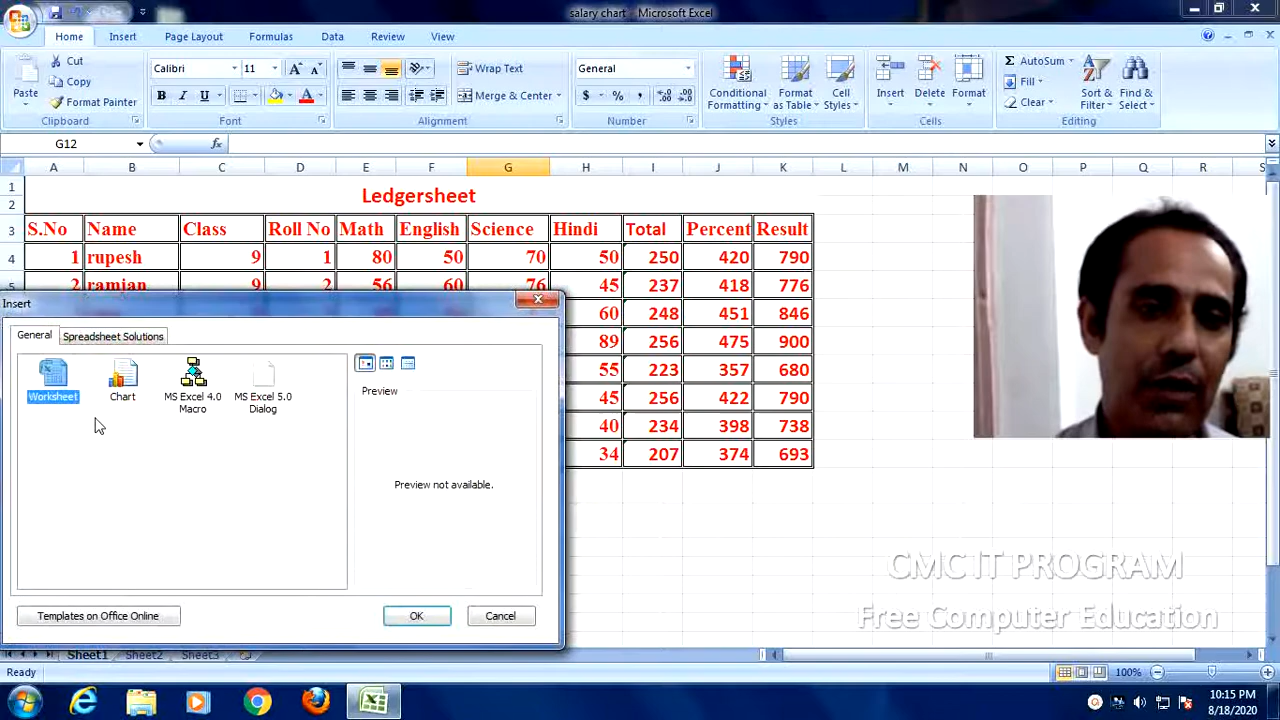 salary chart - Microsoft Excel
Home Insert Page Layout Formulas Data Review View
Cut
Copy
Format Painter
Paste
Clipboard
Calibri 11
Font
Wrap Text
Merge & Center
Alignment
General
Number
Conditional Formatting
Format as Table
Cell Styles
Styles
Insert Delete Format
Cells
AutoSum
Fill
Clear
Sort & Filter
Find & Select
Editing
G12
A B C D E F G H I J K L M N O P Q R S
1 Ledgersheet
2
3 S.No Name Class Roll No Math English Science Hindi Total Percent Result
4 1 rupesh 9 1 80 50 70 50 250 420 790
5 2 ramjan 9 2 56 60 76 45 237 418 776
60 248 451 846
89 256 475 900
55 223 357 680
45 256 422 790
40 234 398 738
34 207 374 693
Insert
General Spreadsheet Solutions
Worksheet
Chart
MS Excel 4.0 Macro
MS Excel 5.0 Dialog
Preview
Preview not available.
Templates on Office Online
OK
Cancel
CMC IT PROGRAM
Free Computer Education
Sheet1 Sheet2 Sheet3
Ready
100%
10:15 PM
8/18/2020